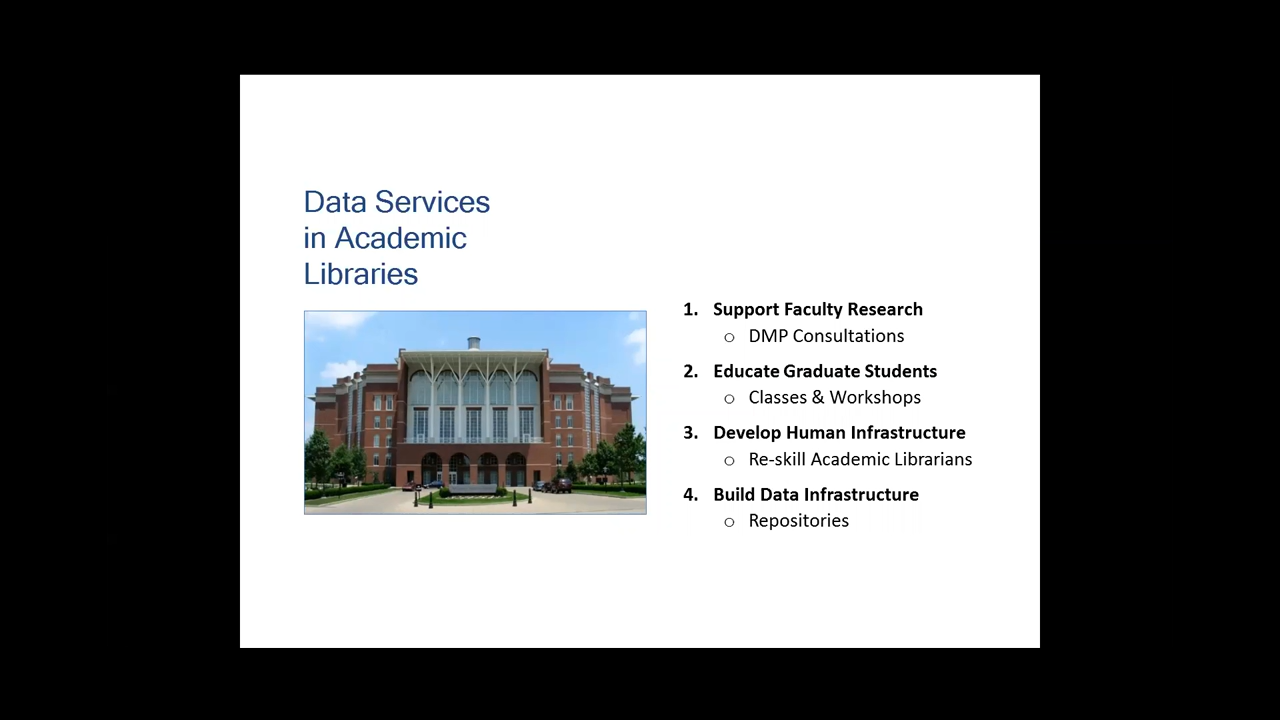 Data Services
in Academic
Libraries
1. Support Faculty Research
○ DMP Consultations
2. Educate Graduate Students
○ Classes & Workshops
3. Develop Human Infrastructure
○ Re-skill Academic Librarians
4. Build Data Infrastructure
○ Repositories